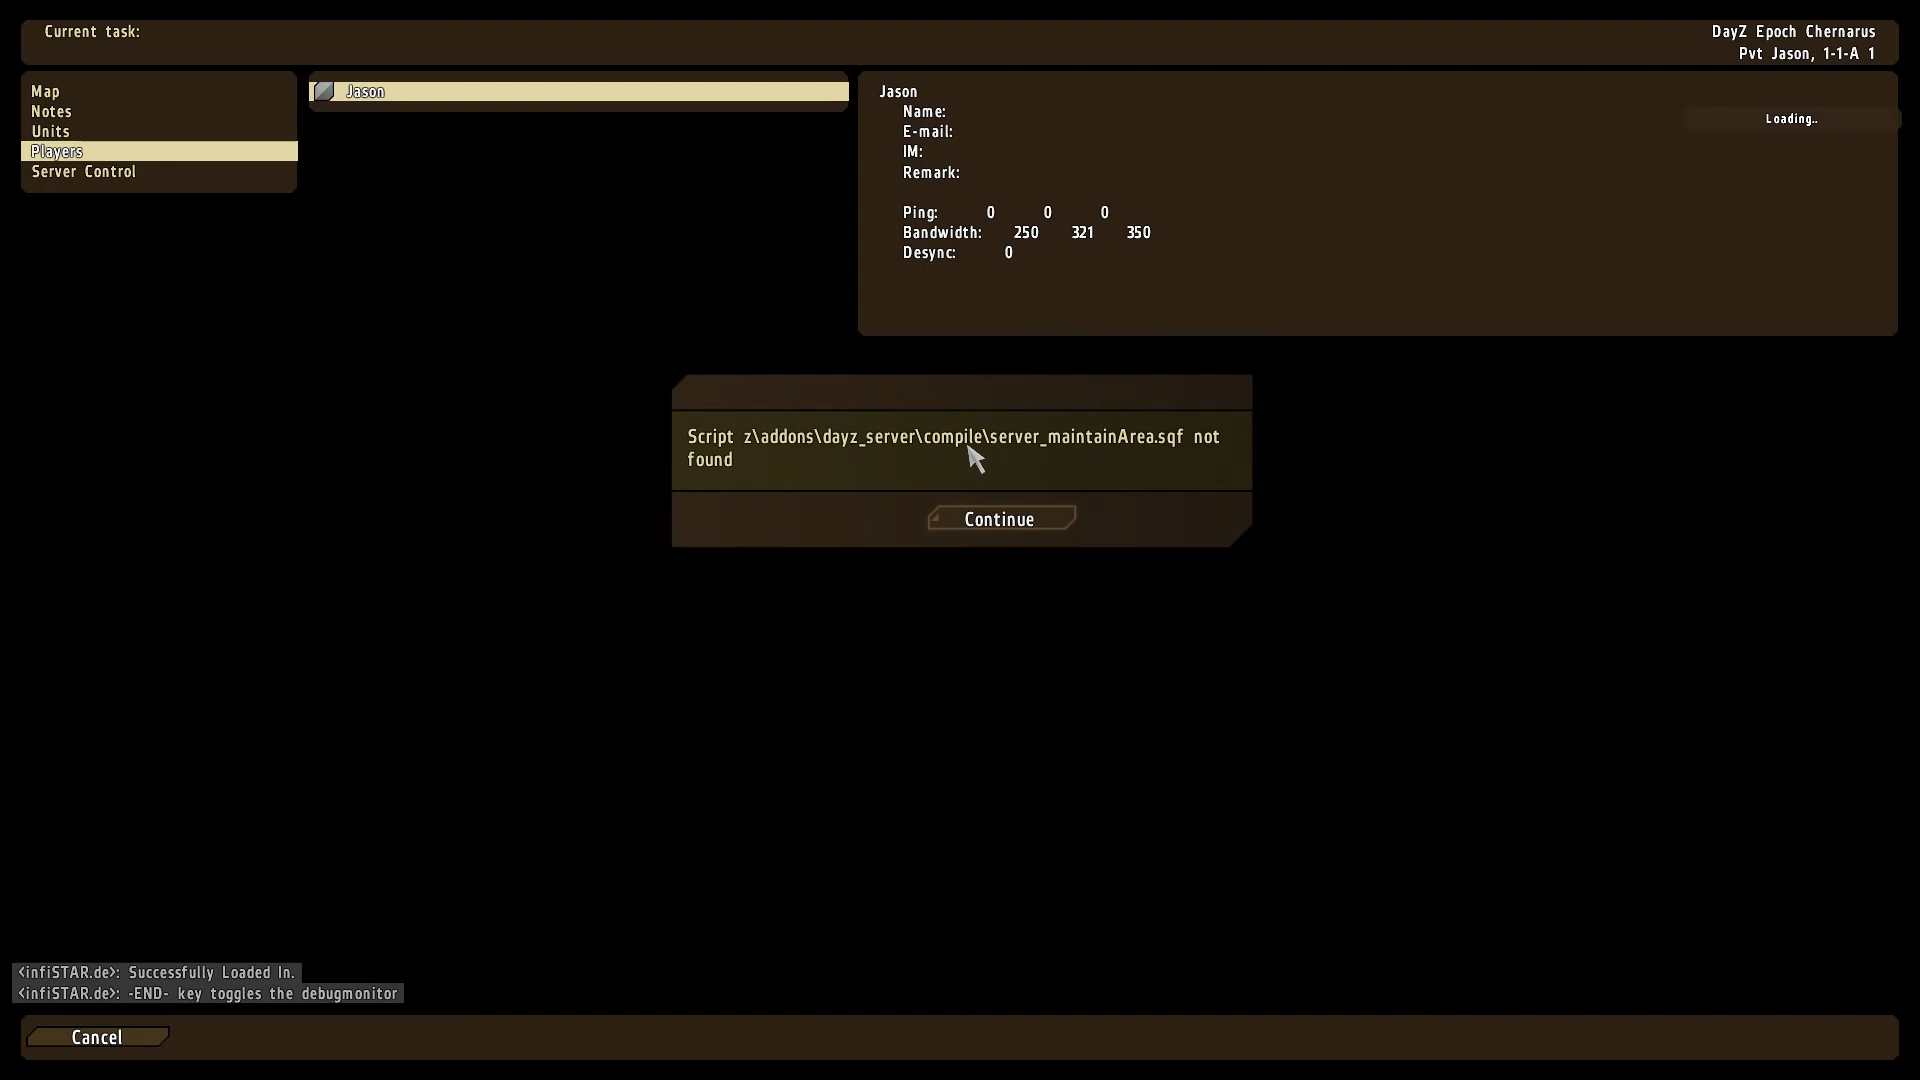 Current task:
DayZ Epoch Chernarus
Pvt Jason, 1-1-A 1
Map
Notes
Units
Players
Server Control
Jason
Jason
Name:
E-mail:
IM:
Remark:
Ping: 0 0 0
Bandwidth: 250 321 350
Desync: 0
Loading..
Script z\addons\dayz_server\compile\server_maintainArea.sqf not
found
Continue
<infiSTAR.de>: Successfully Loaded In.
<infiSTAR.de>: -END- key toggles the debugmonitor
Cancel